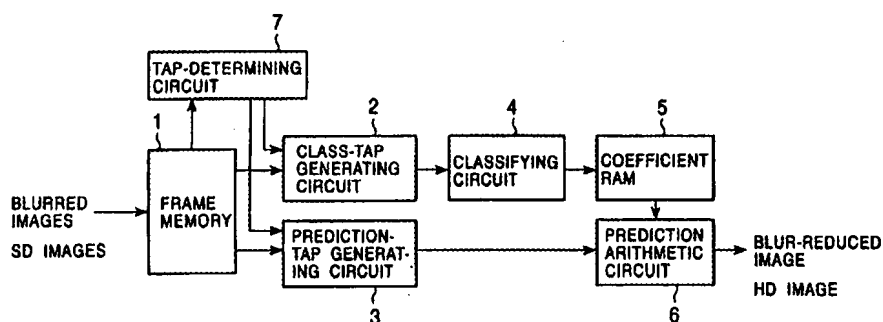 7
TAP-DETERMINING
CIRCUIT
1
2
4
5
CLASS-TAP
GENERATING
CIRCUIT
CLASSIFYING
CIRCUIT
COEFFICIENT
RAM
BLURRED
IMAGES
SD IMAGES
FRAME
MEMORY
PREDICTION-
TAP GENERAT-
ING CIRCUIT
3
PREDICTION
ARITHMETIC
CIRCUIT
6
BLUR-REDUCED
IMAGE
HD IMAGE